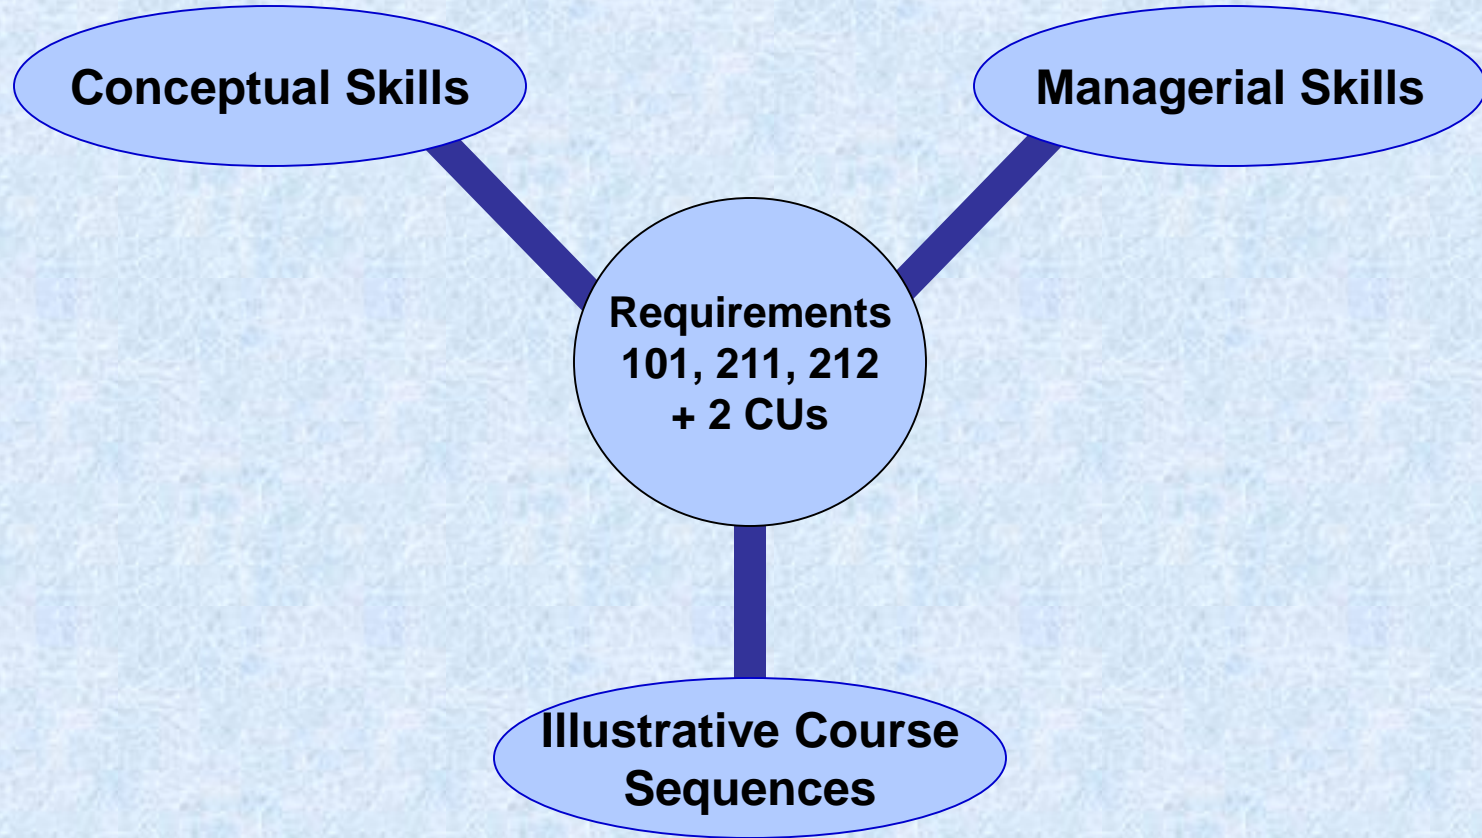 Conceptual Skills
Managerial Skills
Requirements
101, 211, 212
+ 2 CUs
Illustrative Course
Sequences